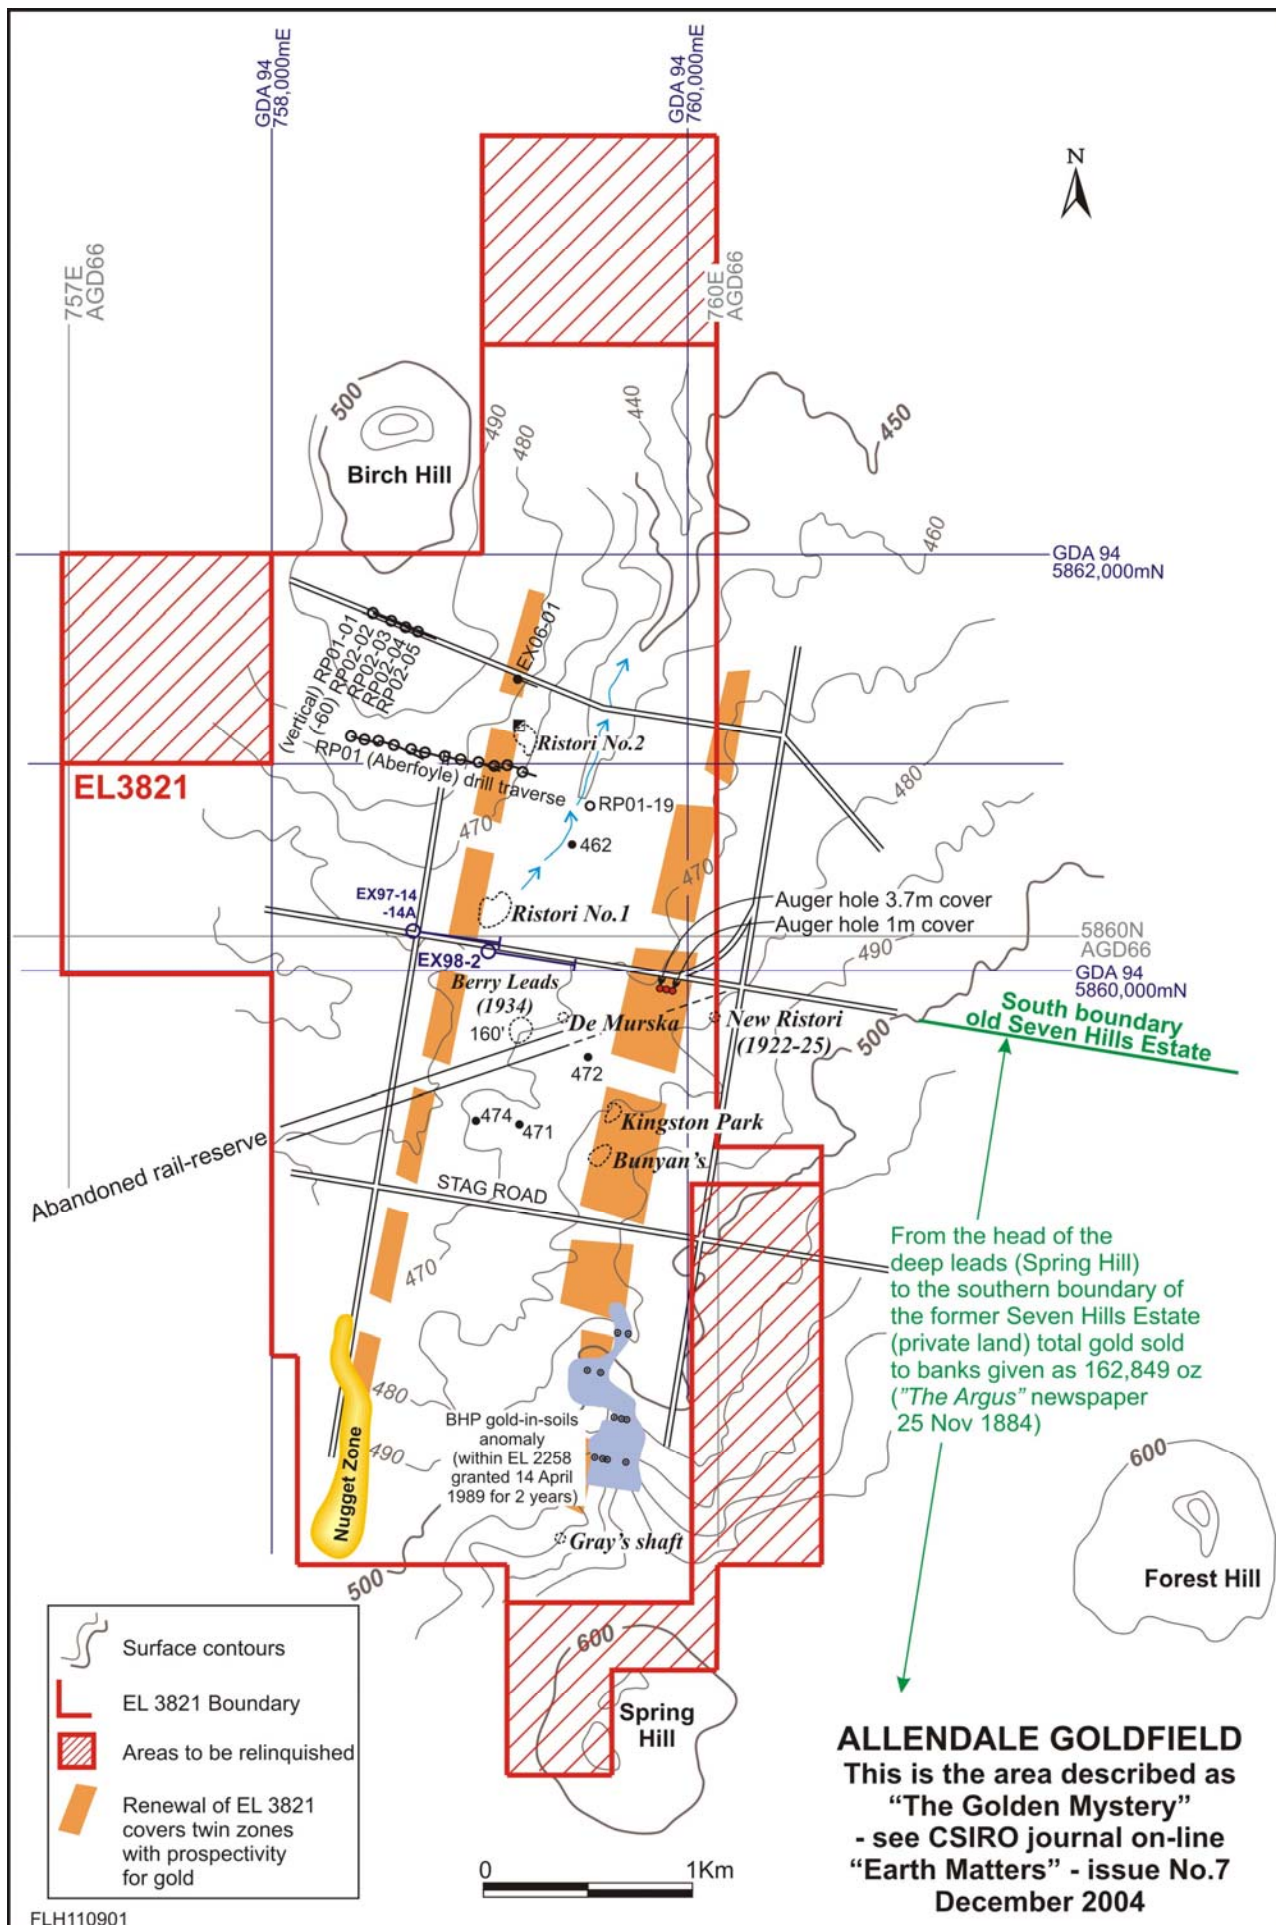 GDA 94
758,000mE
GDA 94
760,000mE
N
757E
AGD66
760E
AGD66
500
490
480
440
450
Birch Hill
460
GDA 94
5862,000mN
EX06-01
(vertical) RP01-01
(-60) RP02-02
RP02-03
RP02-04
RP02-05
Ristori No.2
RP01 (Aberfoyle) drill traverse
EL3821
RP01-19
480
470
462
470
EX97-14
-14A
Ristori No.1
Auger hole 3.7m cover
Auger hole 1m cover
5860N
AGD66
490
EX98-2
GDA 94
5860,000mN
Berry Leads
(1934)
160'
De Murska
New Ristori
(1922-25)
500
South boundary
old Seven Hills Estate
472
474
471
Kingston Park
Bunyan's
Abandoned rail-reserve
STAG ROAD
From the head of the
deep leads (Spring Hill)
to the southern boundary of
the former Seven Hills Estate
(private land) total gold sold
to banks given as 162,849 oz
("The Argus" newspaper
25 Nov 1884)
470
480
490
BHP gold-in-soils
anomaly
(within EL 2258
granted 14 April
1989 for 2 years)
Nugget Zone
Gray's shaft
500
600
Forest Hill
600
Spring
Hill
Surface contours
EL 3821 Boundary
Areas to be relinquished
Renewal of EL 3821
covers twin zones
with prospectivity
for gold
0 1Km
ALLENDALE GOLDFIELD
This is the area described as
“The Golden Mystery”
- see CSIRO journal on-line
“Earth Matters” - issue No.7
December 2004
FLH110901